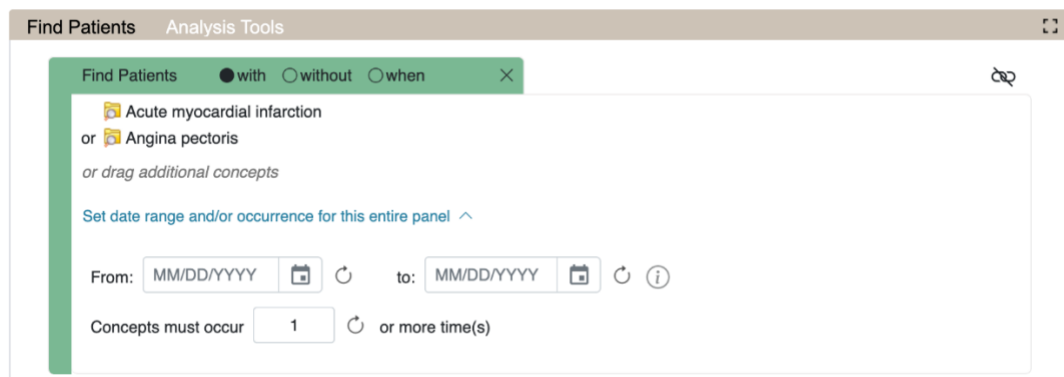 Find Patients Analysis Tools
Find Patients with without when
Acute myocardial infarction
or Angina pectoris
or drag additional concepts
Set date range and/or occurrence for this entire panel
From: MM/DD/YYYY to: MM/DD/YYYY i
Concepts must occur 1 or more time(s)